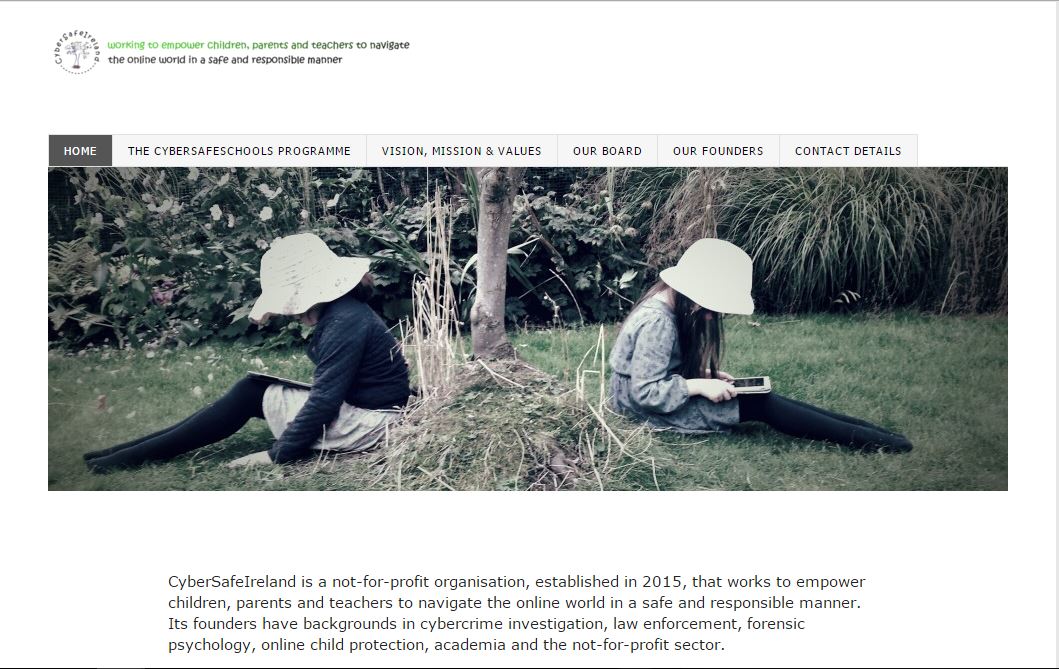 CyberSafeIreland
working to empower children, parents and teachers to navigate
the online world in a safe and responsible manner
HOME THE CYBERSAFESCHOOLS PROGRAMME VISION, MISSION & VALUES OUR BOARD OUR FOUNDERS CONTACT DETAILS
CyberSafeIreland is a not-for-profit organisation, established in 2015, that works to empower
children, parents and teachers to navigate the online world in a safe and responsible manner.
Its founders have backgrounds in cybercrime investigation, law enforcement, forensic
psychology, online child protection, academia and the not-for-profit sector.